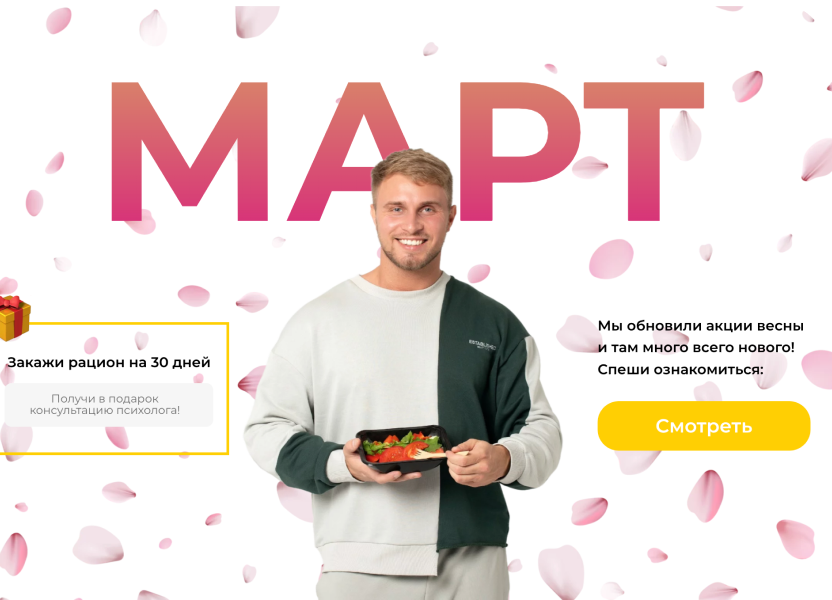 МАРТ
Закажи рацион на 30 дней
Получи в подарок
консультацию психолога!
Мы обновили акции весны
и там много всего нового!
Спеши ознакомиться:
Смотреть